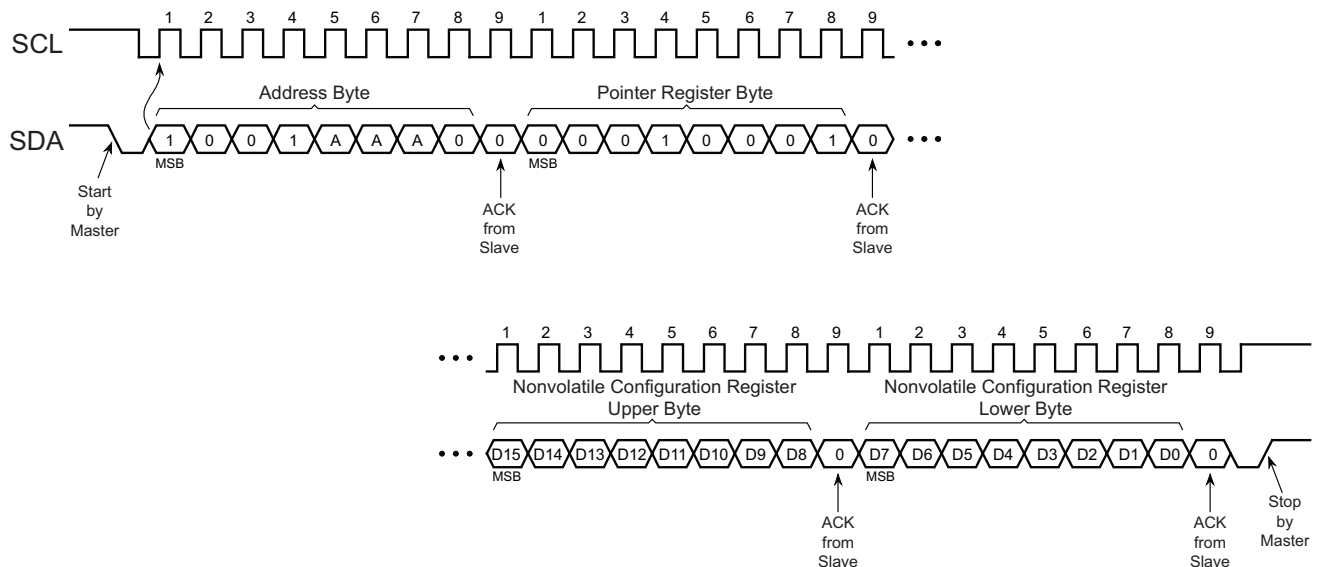 1 2 3 4 5 6 7 8 9 1 2 3 4 5 6 7 8 9
SCL
Address Byte
Pointer Register Byte
SDA
1 0 0 1 A A A 0 0 0 0 0 1 0 0 0 1 0
MSB
MSB
Start
by
Master
ACK
from
Slave
ACK
from
Slave
1 2 3 4 5 6 7 8 9 1 2 3 4 5 6 7 8 9
Nonvolatile Configuration Register
Upper Byte
Nonvolatile Configuration Register
Lower Byte
D15 D14 D13 D12 D11 D10 D9 D8 0 D7 D6 D5 D4 D3 D2 D1 D0 0
MSB
MSB
ACK
from
Slave
ACK
from
Slave
Stop
by
Master